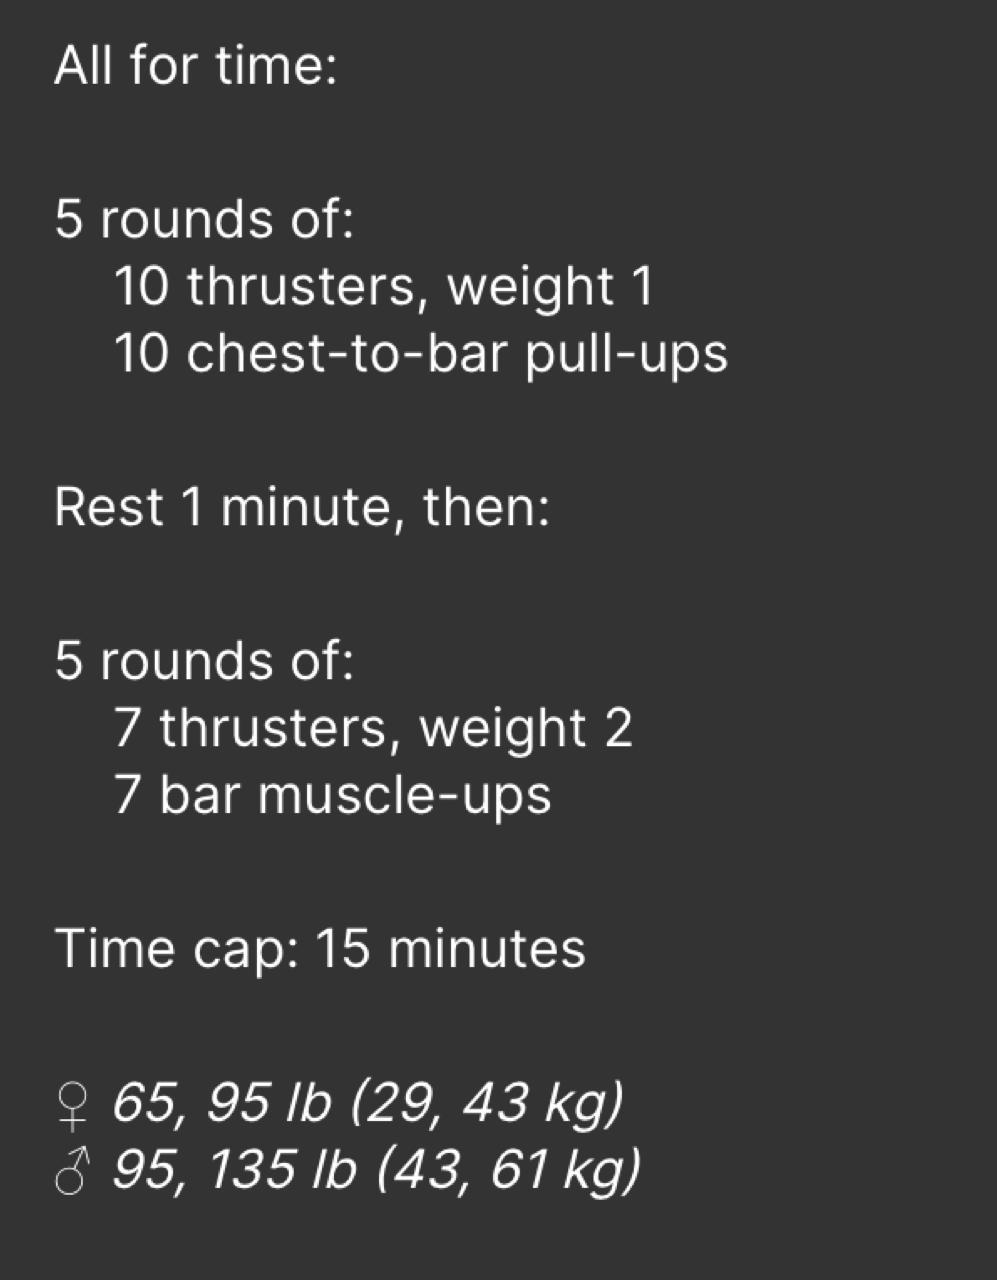 All for time:
5 rounds of:
10 thrusters, weight 1
10 chest-to-bar pull-ups
Rest 1 minute, then:
5 rounds of:
7 thrusters, weight 2
7 bar muscle-ups
Time cap: 15 minutes
♀ 65, 95 lb (29, 43 kg)
♂ 95, 135 lb (43, 61 kg)